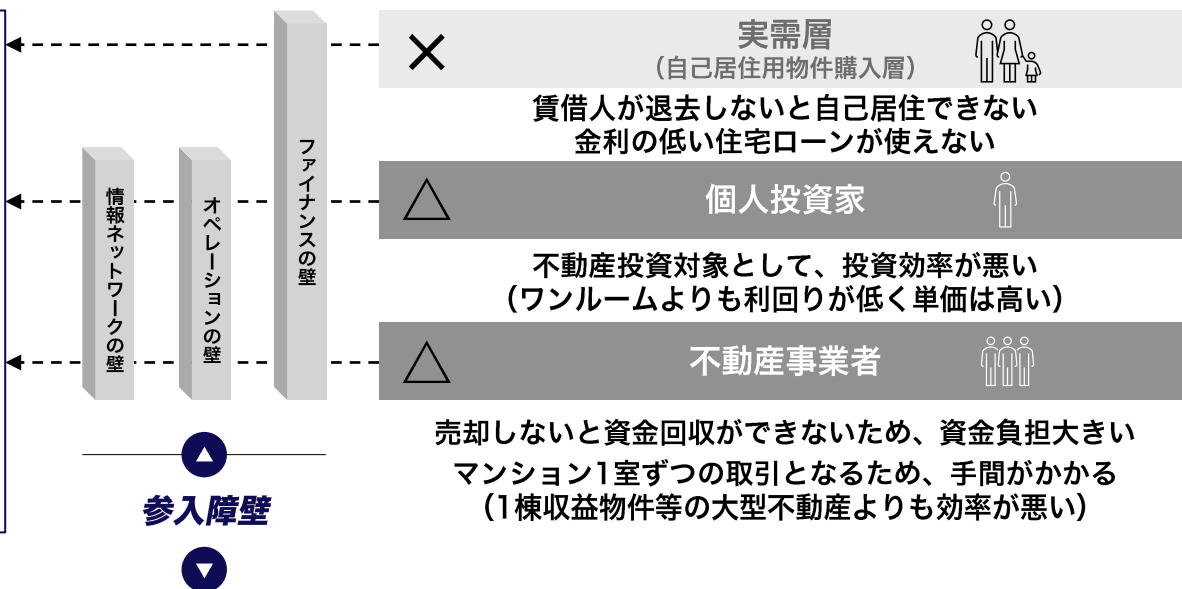 実需層
（自己居住用物件購入層）
賃借人が退去しないと自己居住できない
金利の低い住宅ローンが使えない
個人投資家
不動産投資対象として、投資効率が悪い
（ワンルームよりも利回りが低く単価は高い）
不動産事業者
売却しないと資金回収ができないため、資金負担大きい
マンション1室ずつの取引となるため、手間がかかる
（1棟収益物件等の大型不動産よりも効率が悪い）
情報ネットワークの壁
オペレーションの壁
ファイナンスの壁
参入障壁